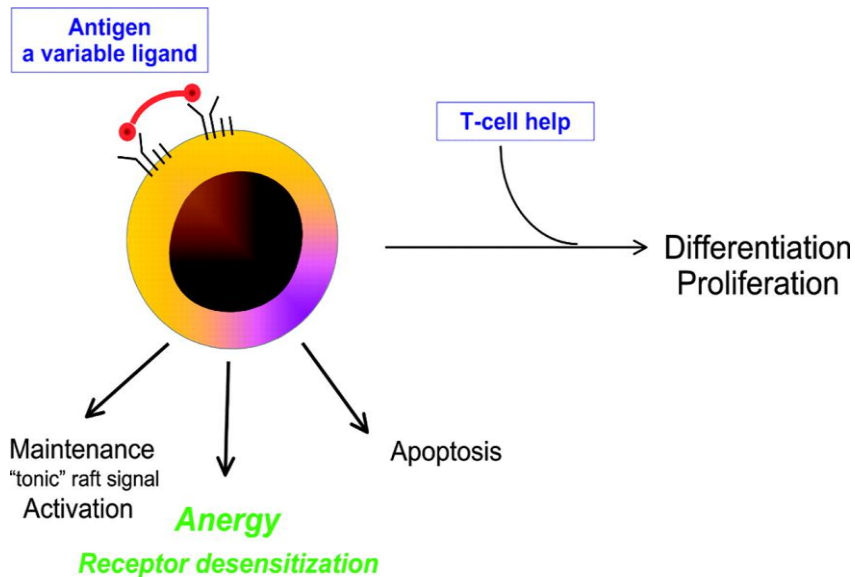 Antigen
a variable ligand
T-cell help
Differentiation
Proliferation
Maintenance
“tonic” raft signal
Activation
Apoptosis
Anergy
Receptor desensitization